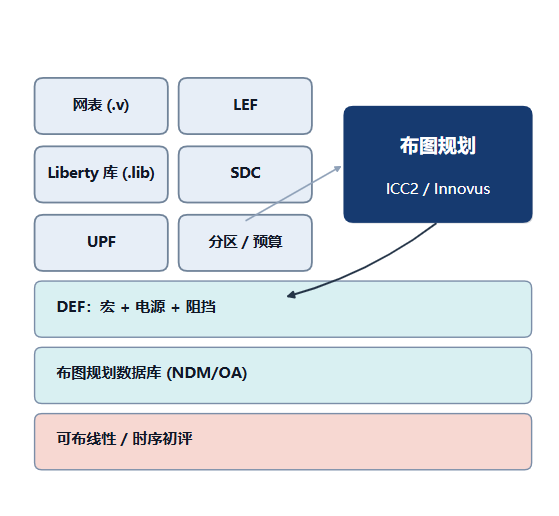 网表 (.v)
LEF
Liberty 库 (.lib)
SDC
UPF
分区 / 预算
布图规划
ICC2 / Innovus
DEF：宏 + 电源 + 阻挡
布图规划数据库 (NDM/OA)
可布线性 / 时序初评